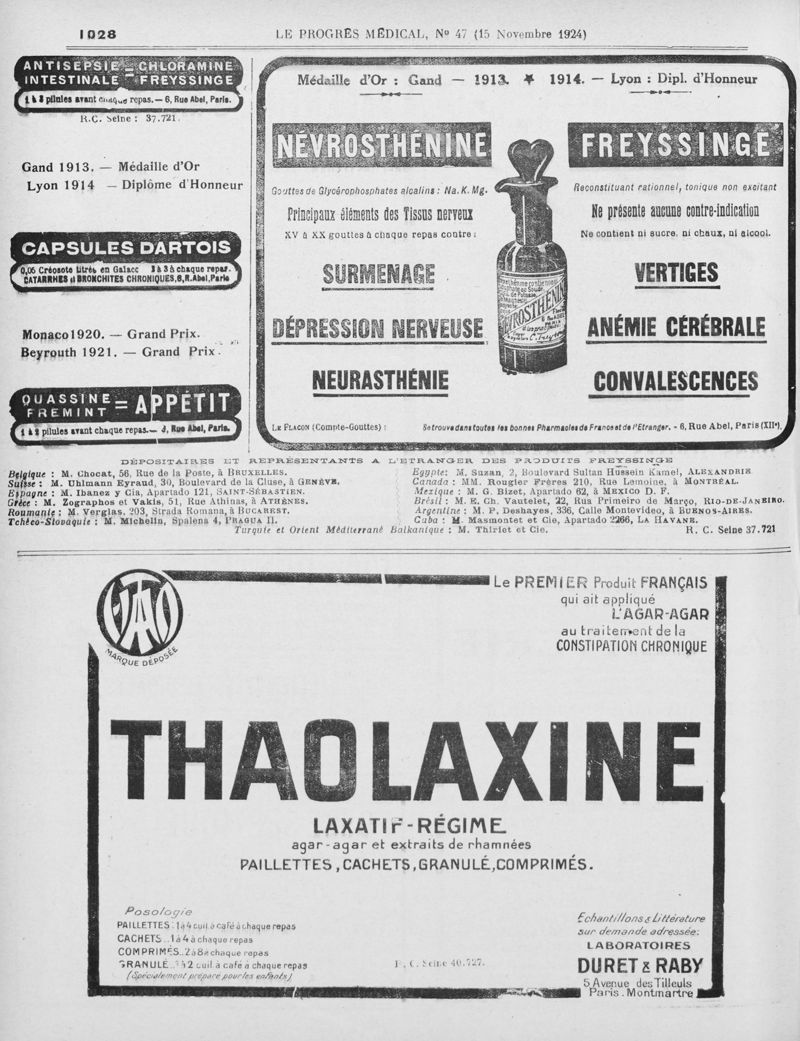 1028
LE PROGRÈS MÉDICAL, No 47 (15 Novembre 1924)
ANTISEPSIE = CHLORAMINE
INTESTINALE = FREYSSINGE
1 à 3 pilules avant chaque repas. — 6, Rue Abel, Paris.
R.C. Seine : 37.721.
Gand 1913. — Médaille d'Or
Lyon 1914 — Diplôme d'Honneur
CAPSULES DARTOIS
0,05 Créosote titrée en Gaïacol 2 à 3 à chaque repas.
CATARRHES et BRONCHITES CHRONIQUES, 6, R. Abel, Paris
Monaco 1920. — Grand Prix.
Beyrouth 1921. — Grand Prix.
QUASSINE
FREMINT = APPÉTIT
1 à 2 pilules avant chaque repas. — 6, Rue Abel, Paris.
Médaille d'Or : Gand — 1913. ★ 1914. — Lyon : Dipl. d'Honneur
NÉVROSTHÉNINE FREYSSINGE
Gouttes de Glycérophosphates alcalins : Na. K. Mg.
Principaux éléments des Tissus nerveux
XV à XX gouttes à chaque repas contre :
SURMENAGE
DÉPRESSION NERVEUSE
NEURASTHÉNIE
Reconstituant rationnel, tonique non excitant
Ne présente aucune contre-indication
Ne contient ni sucre, ni chaux, ni alcool.
VERTIGES
ANÉMIE CÉRÉBRALE
CONVALESCENCES
LE FLACON (Compte-Gouttes) : Se trouve dans toutes les bonnes Pharmacies de France et de l'Etranger. - 6, Rue Abel, Paris (XIIe).
DÉPOSITAIRES ET REPRÉSENTANTS A L'ETRANGER DES PRODUITS FREYSSINGE
Belgique : M. Chocat, 56, Rue de la Poste, à BRUXELLES.
Suisse : M. Uhlmann Eyraud, 30, Boulevard de la Cluse, à GENÈVE.
Espagne : M. Ibanez y Cia, Apartado 121, SAINT-SÉBASTIEN.
Grèce : M. Zographos et Vakis, 51, Rue Athinas, à ATHÈNES.
Roumanie : M. Verglas, 203, Strada Romana, à BUCAREST.
Tchéco-Slovaquie : M. Michelin, Spalena 4, PRAGUA II.
Egypte : M. Suzan, 2, Boulevard Sultan Hussein Kamel, ALEXANDRIE
Canada : MM. Rougier Frères 210, Rue Lemoine, à MONTRÉAL.
Mexique : M. G. Bizet, Apartado 62, à MEXICO D. F.
Brésil : M. E. Ch. Vautelet, 22, Rua Primeiro de Março, RIO-DE-JANEIRO.
Argentine : M. P. Deshayes, 336, Calle Montevideo, à BUENOS-AIRES.
Cuba : M. Masmontet et Cie, Apartado 2266, LA HAVANE.
Turquie et Orient Méditerrané Balkanique : M. Thiriet et Cie.
R. C. Seine 37.721
MARQUE DÉPOSÉE
Le PREMIER Produit FRANÇAIS
qui ait appliqué
L'AGAR-AGAR
au traitement de la
CONSTIPATION CHRONIQUE
THAOLAXINE
LAXATIF-RÉGIME
agar-agar et extraits de rhamnées
PAILLETTES, CACHETS, GRANULÉ, COMPRIMÉS.
Posologie
PAILLETTES : 1 à 4 cuil. à café à chaque repas
CACHETS... 1 à 4 à chaque repas
COMPRIMÉS.. 2 à 8 à chaque repas
GRANULÉ... 1 à 2 cuil. à café à chaque repas
(Spécialement préparé pour les enfants)
R. C. Seine 40.727.
Échantillons & Littérature
sur demande adressée:
LABORATOIRES
DURET & RABY
5 Avenue des Tilleuls
Paris. Montmartre